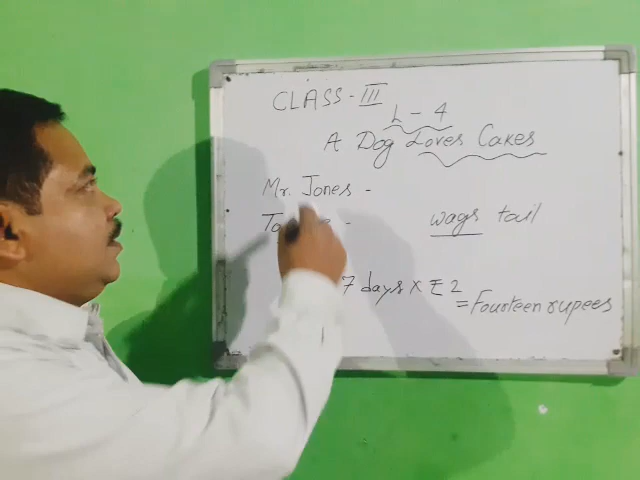 CLASS - III
L - 4
A Dog Loves Cakes
Mr. Jones -
wags tail
7 days x ₹ 2
= Fourteen rupees